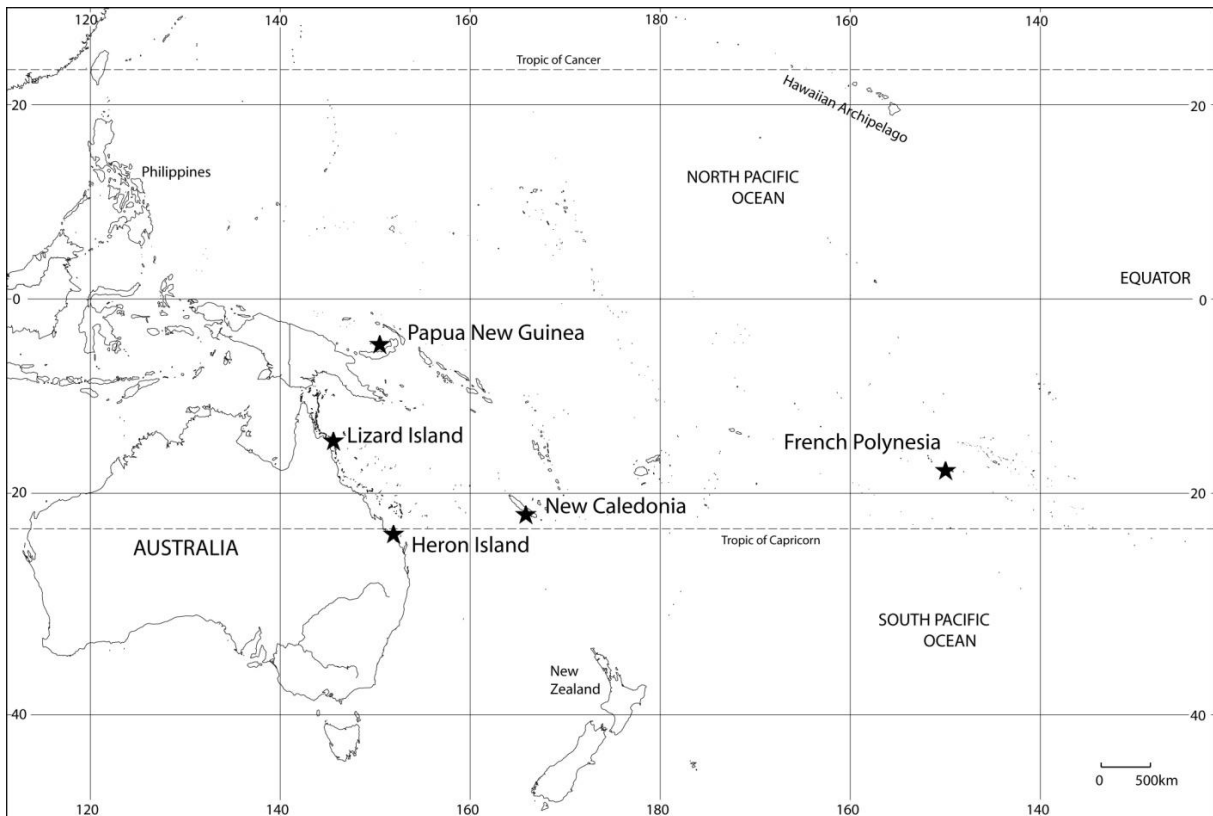 120 140 160 180 160 140
Tropic of Cancer
Hawaiian Archipelago
20 20
Philippines
NORTH PACIFIC
OCEAN
EQUATOR
0 0
Papua New Guinea
Lizard Island
French Polynesia
20 20
New Caledonia
Tropic of Capricorn
AUSTRALIA
Heron Island
SOUTH PACIFIC
OCEAN
New
Zealand
40 40
0 500km
120 140 160 180 160 140